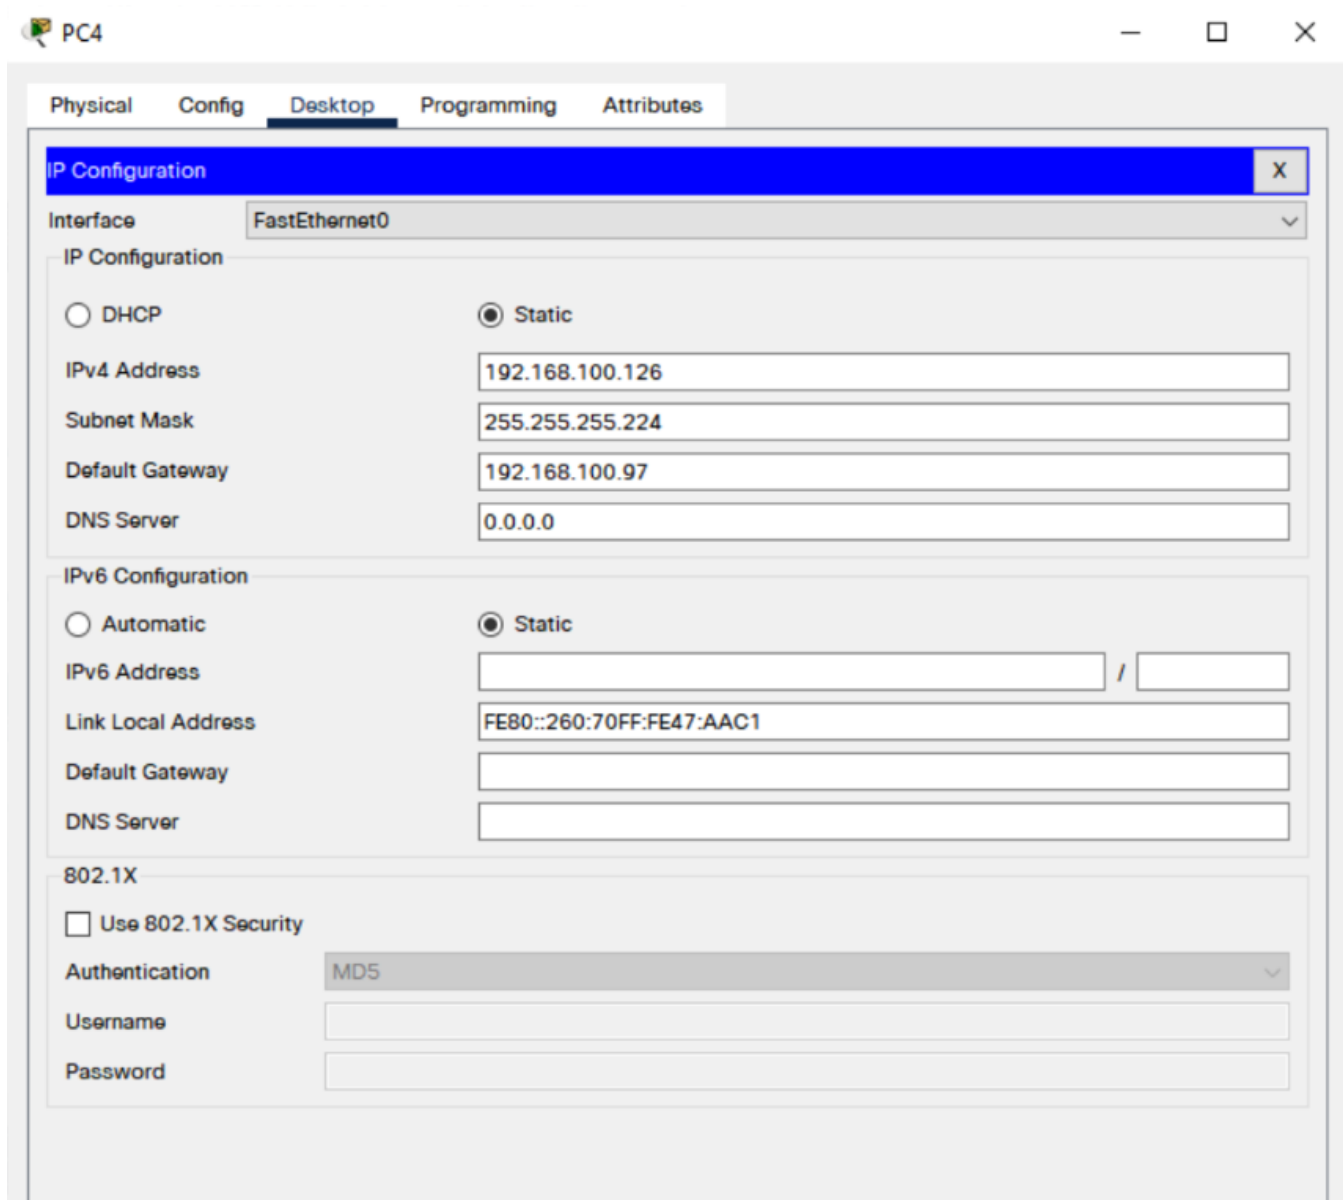 PC4
Physical Config Desktop Programming Attributes
IP Configuration X
Interface FastEthernet0
IP Configuration
DHCP Static
IPv4 Address 192.168.100.126
Subnet Mask 255.255.255.224
Default Gateway 192.168.100.97
DNS Server 0.0.0.0
IPv6 Configuration
Automatic Static
IPv6 Address /
Link Local Address FE80::260:70FF:FE47:AAC1
Default Gateway
DNS Server
802.1X
Use 802.1X Security
Authentication MD5
Username
Password